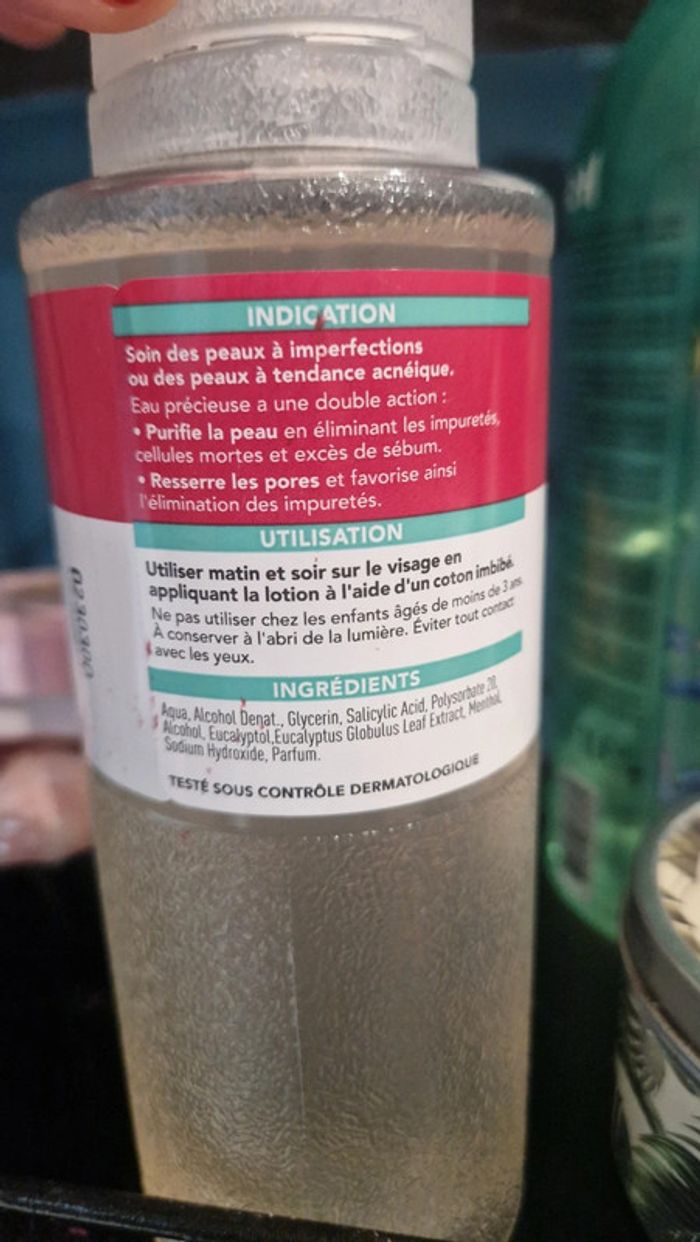 INDICATION
Soin des peaux à imperfections
ou des peaux à tendance acnéique.
Eau précieuse a une double action :
• Purifie la peau en éliminant les impuretés,
cellules mortes et excès de sébum.
• Resserre les pores et favorise ainsi
l'élimination des impuretés.
UTILISATION
Utiliser matin et soir sur le visage en
appliquant la lotion à l'aide d'un coton imbibé.
Ne pas utiliser chez les enfants âgés de moins de 3 ans.
À conserver à l'abri de la lumière. Éviter tout contact
avec les yeux.
INGRÉDIENTS
Aqua, Alcohol Denat., Glycerin, Salicylic Acid, Polysorbate 20,
Alcohol, Eucalyptol,Eucalyptus Globulus Leaf Extract, Menthol,
Sodium Hydroxide, Parfum.
TESTÉ SOUS CONTRÔLE DERMATOLOGIQUE